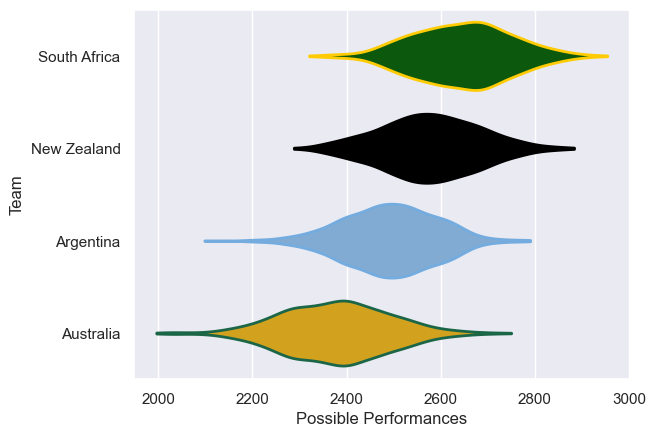 South Africa
New Zealand
Argentina
Australia
Team
2000 2200 2400 2600 2800 3000
Possible Performances